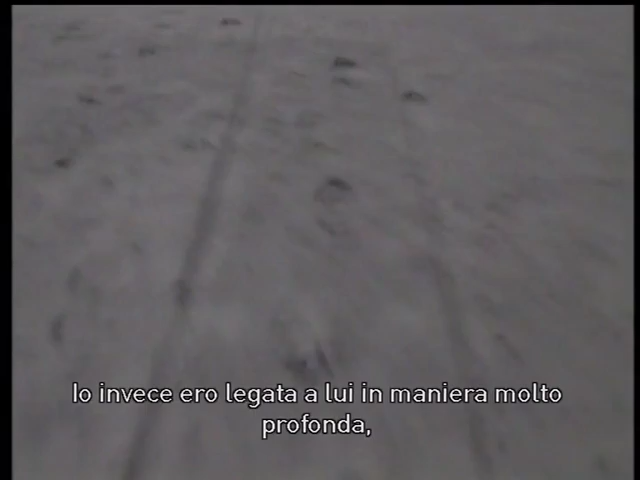 Io invece ero legata a lui in maniera molto
profonda,